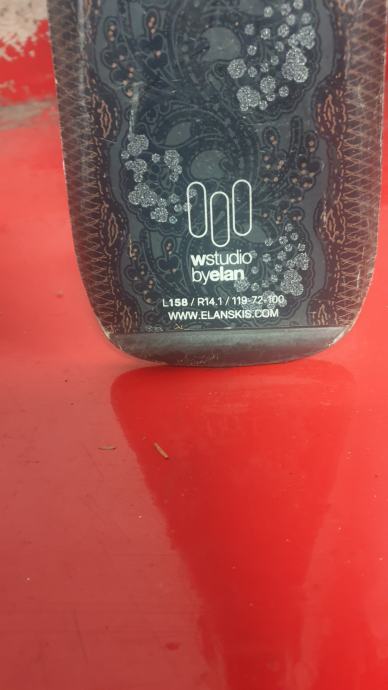 wstudio
byelan
L158 / R14.1 / 119-72-100
WWW.ELANSKIS.COM